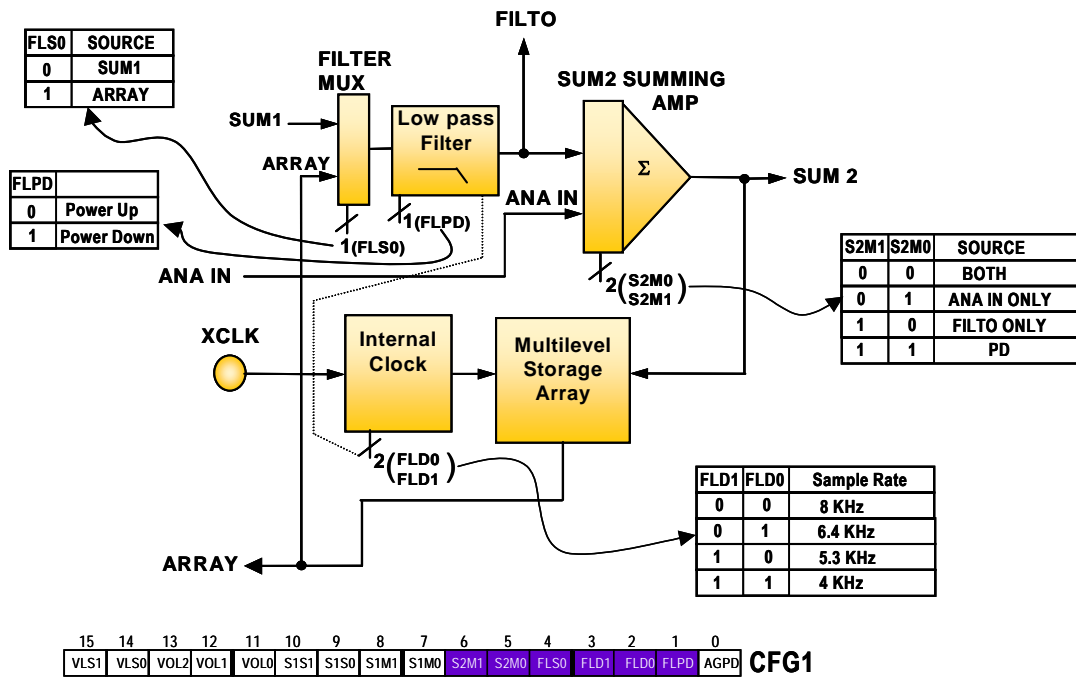 FILTO
FLS0 SOURCE
0 SUM1
1 ARRAY
FILTER
MUX
SUM2 SUMMING
AMP
SUM1
Low pass
Filter
ARRAY
Σ
SUM 2
FLPD
0 Power Up
1 Power Down
ANA IN
1(FLS0)
1(FLPD)
ANA IN
2(S2M0
S2M1)
S2M1 S2M0 SOURCE
0 0 BOTH
0 1 ANA IN ONLY
1 0 FILTO ONLY
1 1 PD
XCLK
Internal
Clock
Multilevel
Storage
Array
2(FLD0
FLD1)
FLD1 FLD0 Sample Rate
0 0 8 KHz
0 1 6.4 KHz
1 0 5.3 KHz
1 1 4 KHz
ARRAY
15 14 13 12 11 10 9 8 7 6 5 4 3 2 1 0
VLS1 VLS0 VOL2 VOL1 VOL0 S1S1 S1S0 S1M1 S1M0 S2M1 S2M0 FLS0 FLD1 FLD0 FLPD AGPD CFG1